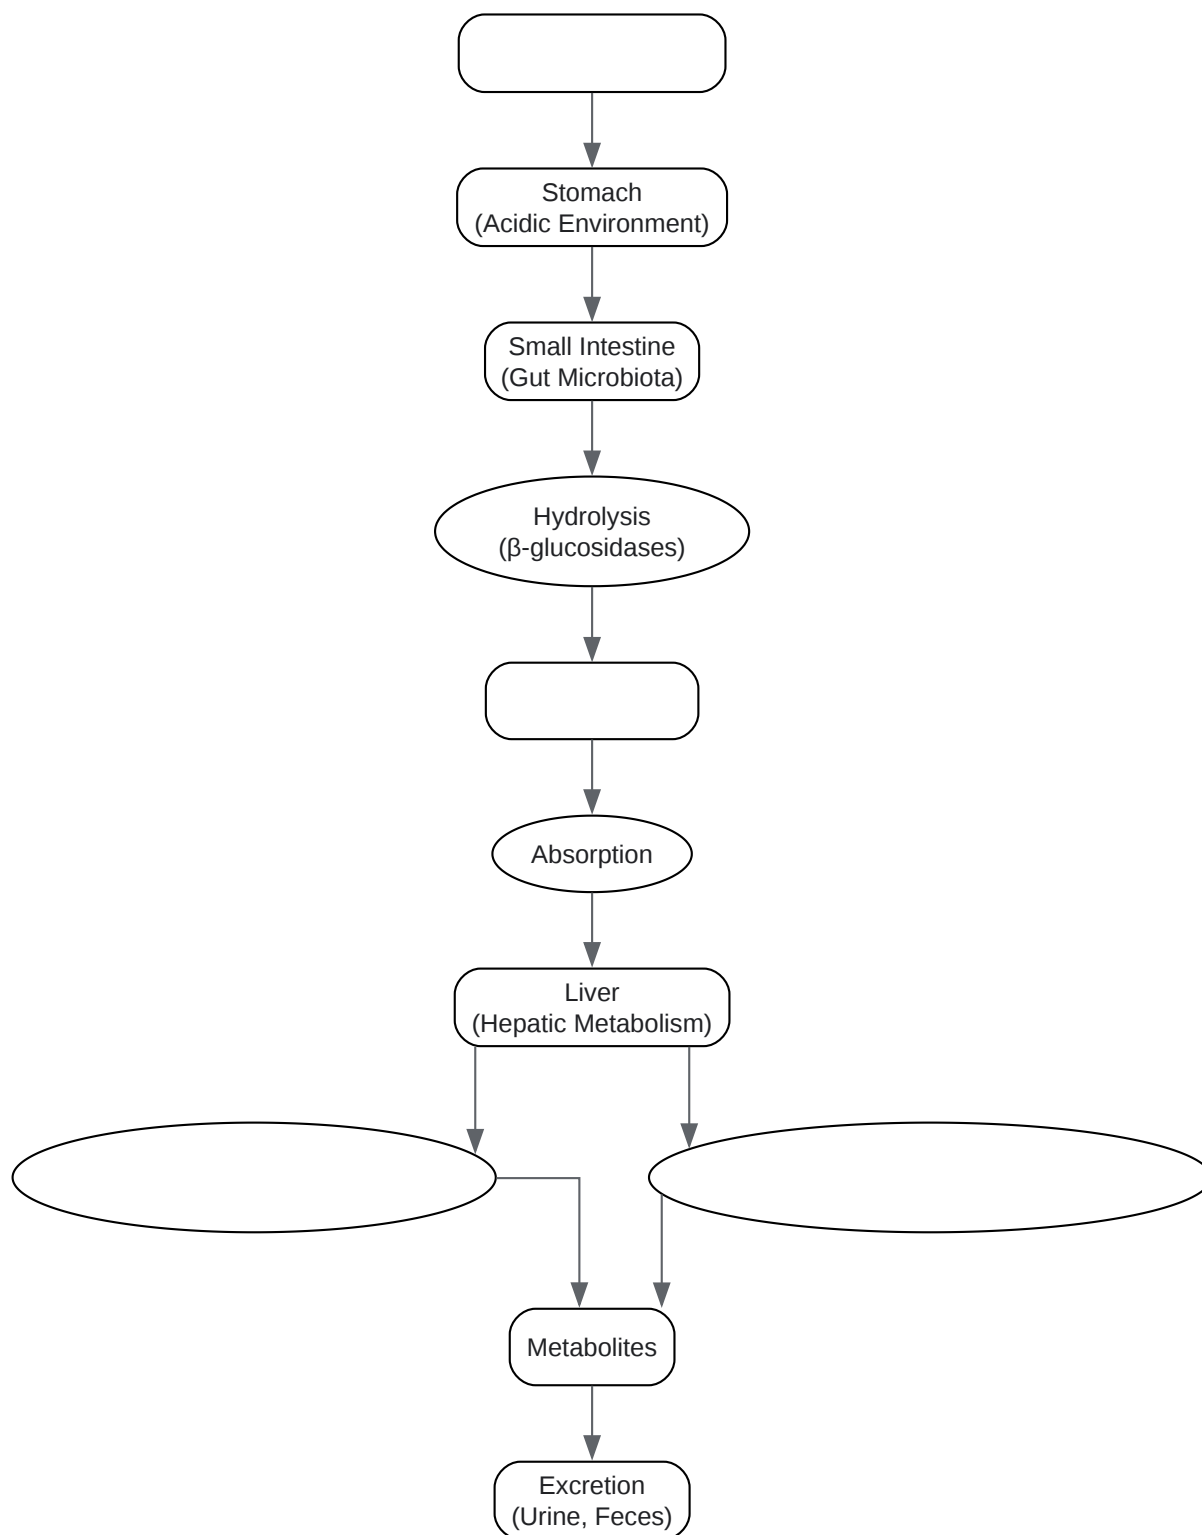 Stomach
(Acidic Environment)
Small Intestine
(Gut Microbiota)
Hydrolysis
(β-glucosidases)
Absorption
Liver
(Hepatic Metabolism)
Metabolites
Excretion
(Urine, Feces)